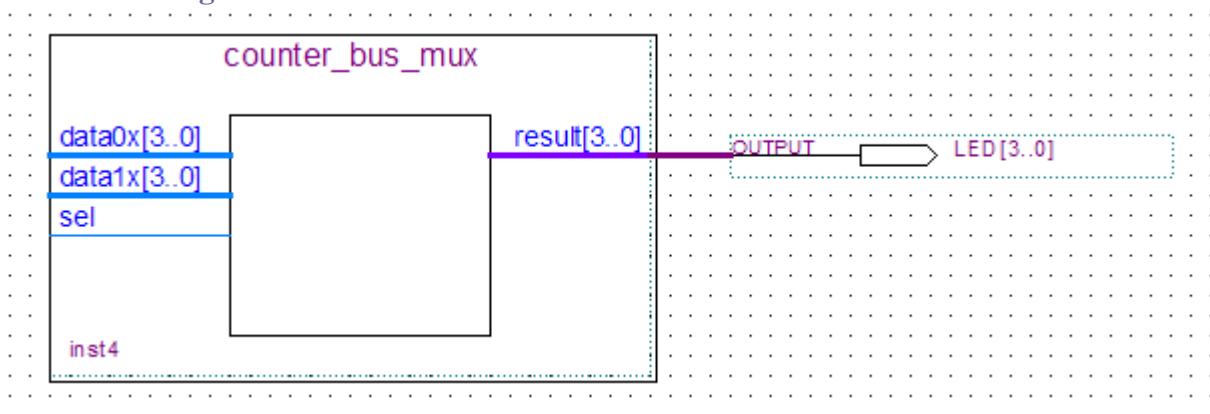 counter_bus_mux
data0x[3..0]
result[3..0]
OUTPUT
LED[3..0]
data1x[3..0]
sel
inst4